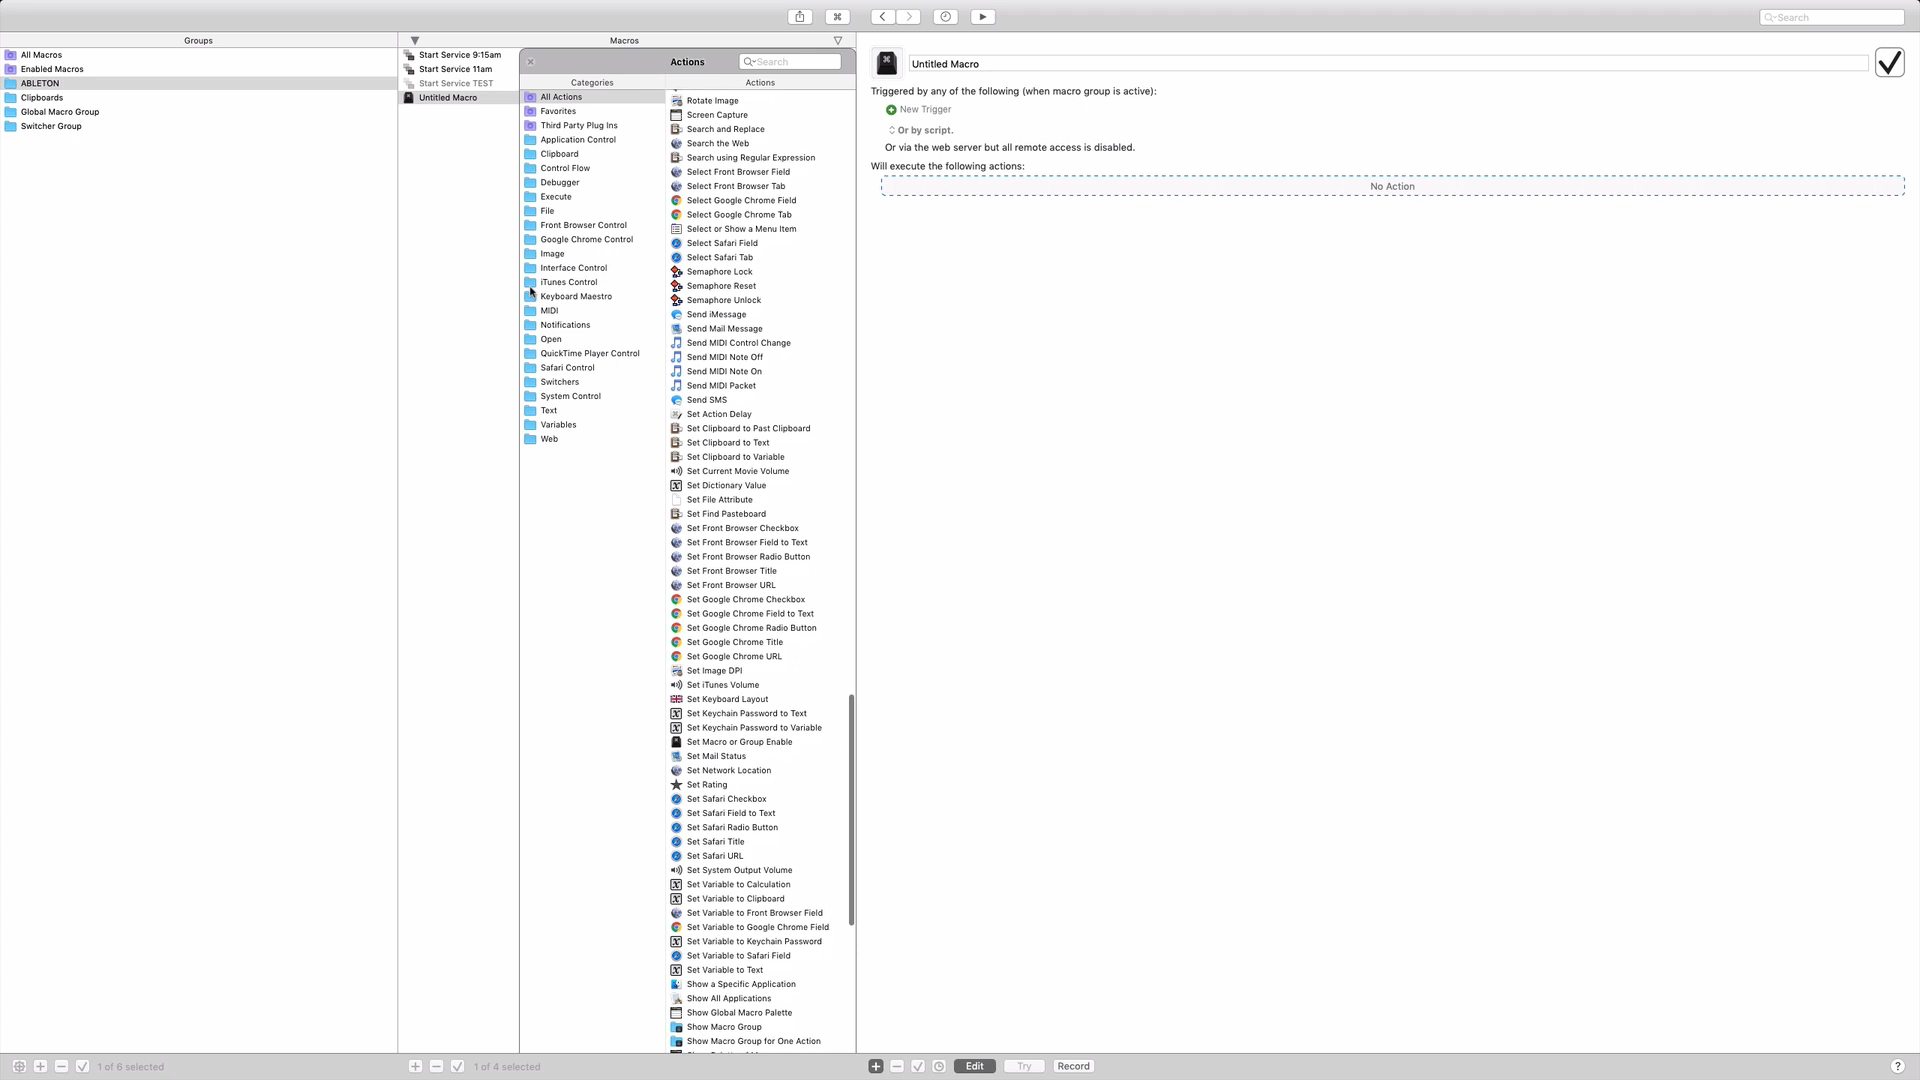 Search
Groups
Macros
All Macros
Enabled Macros
ABLETON
Clipboards
Global Macro Group
Switcher Group
Start Service 9:15am
Start Service 11am
Start Service TEST
Untitled Macro
Actions
Search
Categories
Actions
All Actions
Favorites
Third Party Plug Ins
Application Control
Clipboard
Control Flow
Debugger
Execute
File
Front Browser Control
Google Chrome Control
Image
Interface Control
iTunes Control
Keyboard Maestro
MIDI
Notifications
Open
QuickTime Player Control
Safari Control
Switchers
System Control
Text
Variables
Web
Rotate Image
Screen Capture
Search and Replace
Search the Web
Search using Regular Expression
Select Front Browser Field
Select Front Browser Tab
Select Google Chrome Field
Select Google Chrome Tab
Select or Show a Menu Item
Select Safari Field
Select Safari Tab
Semaphore Lock
Semaphore Reset
Semaphore Unlock
Send iMessage
Send Mail Message
Send MIDI Control Change
Send MIDI Note Off
Send MIDI Note On
Send MIDI Packet
Send SMS
Set Action Delay
Set Clipboard to Past Clipboard
Set Clipboard to Text
Set Clipboard to Variable
Set Current Movie Volume
Set Dictionary Value
Set File Attribute
Set Find Pasteboard
Set Front Browser Checkbox
Set Front Browser Field to Text
Set Front Browser Radio Button
Set Front Browser Title
Set Front Browser URL
Set Google Chrome Checkbox
Set Google Chrome Field to Text
Set Google Chrome Radio Button
Set Google Chrome Title
Set Google Chrome URL
Set Image DPI
Set iTunes Volume
Set Keyboard Layout
Set Keychain Password to Text
Set Keychain Password to Variable
Set Macro or Group Enable
Set Mail Status
Set Network Location
Set Rating
Set Safari Checkbox
Set Safari Field to Text
Set Safari Radio Button
Set Safari Title
Set Safari URL
Set System Output Volume
Set Variable to Calculation
Set Variable to Clipboard
Set Variable to Front Browser Field
Set Variable to Google Chrome Field
Set Variable to Keychain Password
Set Variable to Safari Field
Set Variable to Text
Show a Specific Application
Show All Applications
Show Global Macro Palette
Show Macro Group
Show Macro Group for One Action
Untitled Macro
Triggered by any of the following (when macro group is active):
New Trigger
Or by script.
Or via the web server but all remote access is disabled.
Will execute the following actions:
No Action
1 of 6 selected
1 of 4 selected
Edit
Try
Record
?